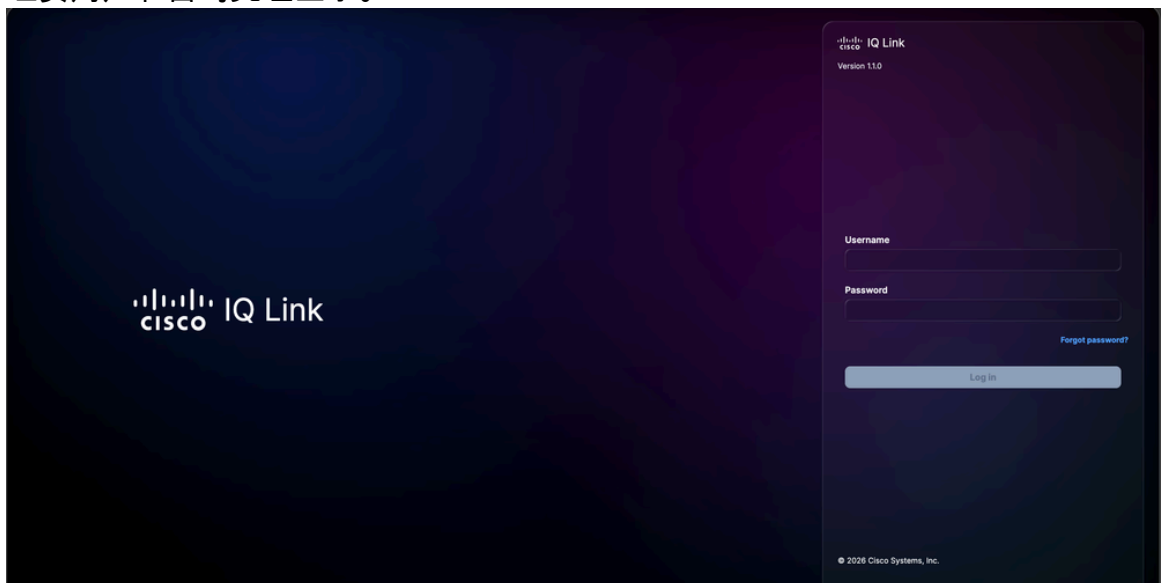 cisco IQ Link
Version 1.1.0
Username
Password
Forgot password?
Log in
cisco IQ Link
© 2026 Cisco Systems, Inc.